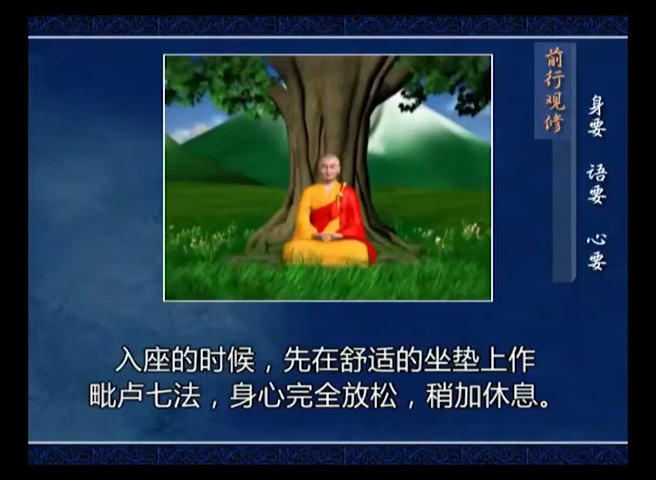 前行观修
身要 语要 心要
入座的时候，先在舒适的坐垫上作
毗卢七法，身心完全放松，稍加休息。